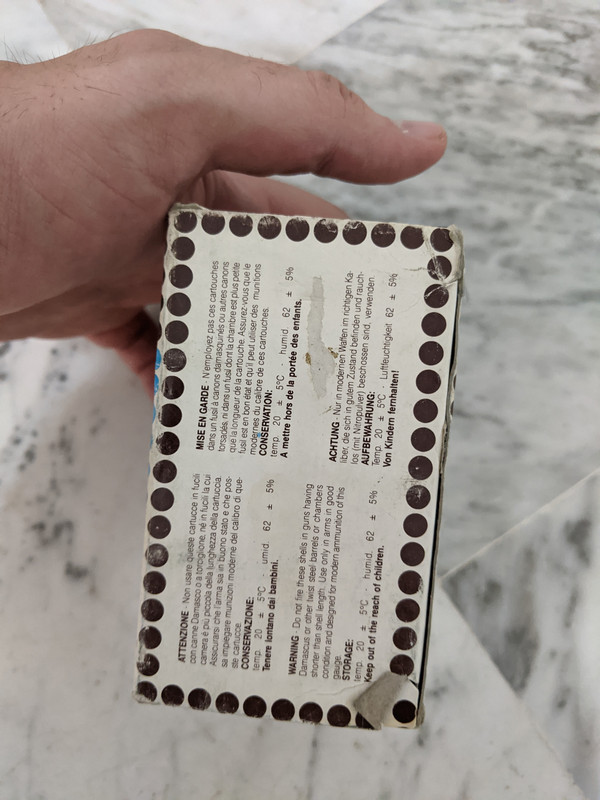 ATTENZIONE - Non usare queste cartucce in fucili
con canne Damasco o a torciglione, né in fucili la cui
camera è più piccola della lunghezza della cartuccia.
Assicurarsi che l'arma sia in buono stato e che pos-
sa impiegare munizioni moderne del calibro di que-
ste cartucce.
CONSERVAZIONE:
temp. 20 ± 5°C · umid. 62 ± 5%
Tenere lontano dai bambini.
WARNING - Do not fire these shells in guns having
Damascus or other twist steel barrels or chambers
shorter than shell length. Use only in arms in good
condition and designed for modern ammunition of this
gauge.
STORAGE:
temp. 20 ± 5°C · humid. 62 ± 5%
Keep out of the reach of children.
MISE EN GARDE - N'employez pas ces cartouches
dans un fusil à canons damasquinés ou autres canons
torsadés, ni dans un fusil dont la chambre est plus petite
que la longueur de la cartouche. Assurez-vous que le
fusil est en bon état et qu'il peut utiliser des munitions
modernes du calibre de ces cartouches.
CONSERVATION:
temp. 20 ± 5°C humid. 62 ± 5%
A mettre hors de la portée des enfants.
ACHTUNG - Nur in modernen Waffen im richtigen Ka-
liber, die sich in gutem Zustand befinden und rauch-
los (mit Nitropulver) beschossen sind, verwenden.
AUFBEWAHRUNG:
Temp. 20 ± 5°C · Luftfeuchtigkeit 62 ± 5%
Von Kindern fernhalten!